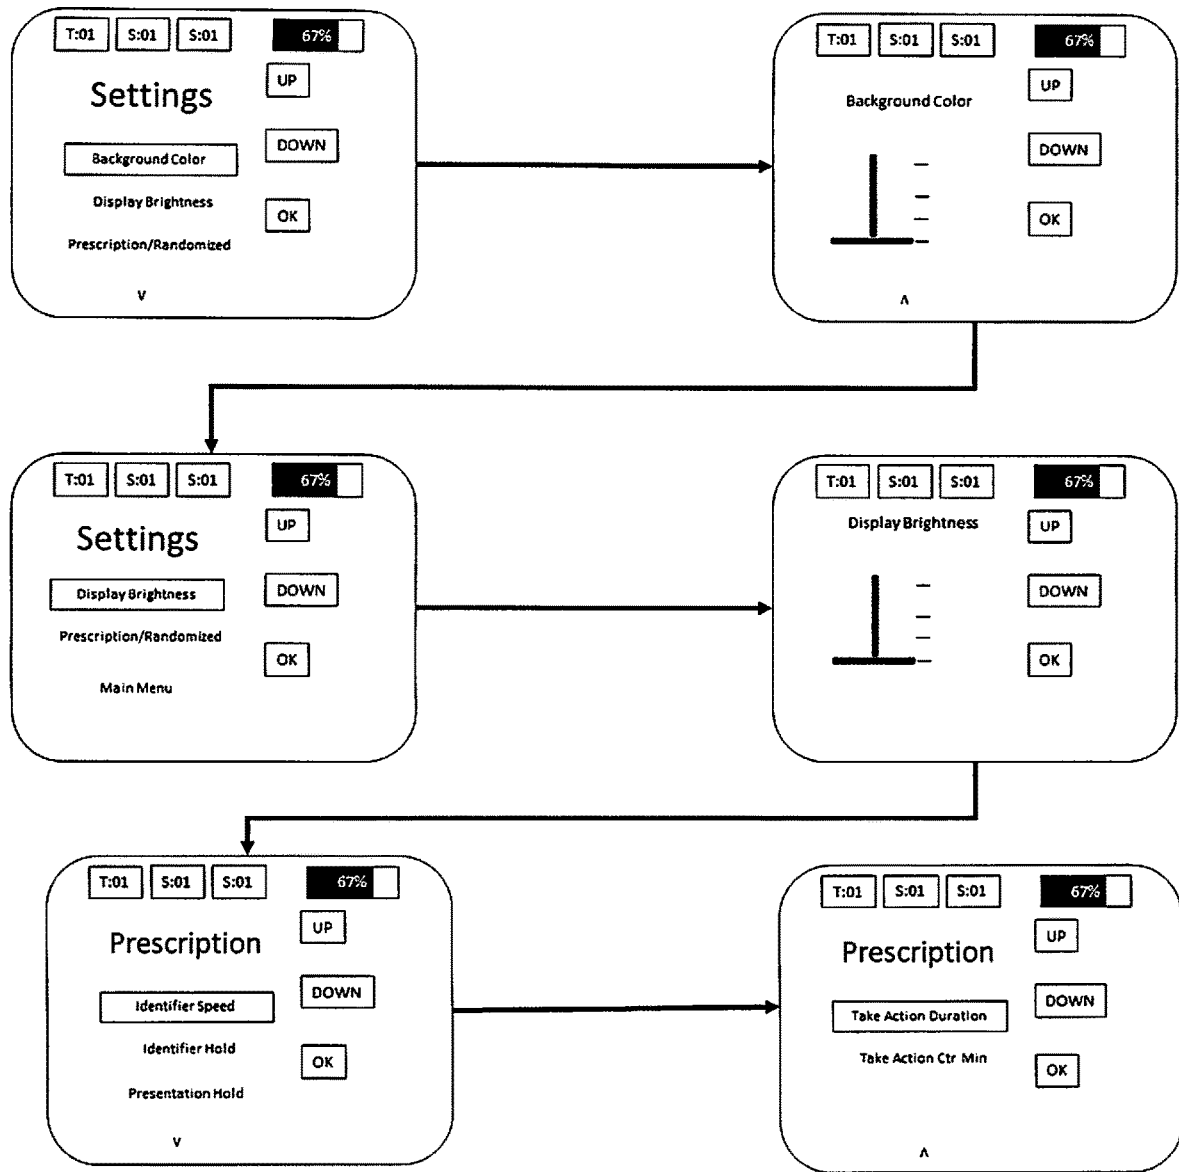 T:01 S:01 S:01 67%
Settings
UP
Background Color
DOWN
Display Brightness
OK
Prescription/Randomized
v
T:01 S:01 S:01 67%
Background Color
UP
DOWN
OK
ʌ
T:01 S:01 S:01 67%
Settings
UP
Display Brightness
DOWN
Prescription/Randomized
OK
Main Menu
T:01 S:01 S:01 67%
Display Brightness
UP
DOWN
OK
T:01 S:01 S:01 67%
Prescription
UP
Identifier Speed
DOWN
Identifier Hold
OK
Presentation Hold
v
T:01 S:01 S:01 67%
Prescription
UP
Take Action Duration
DOWN
Take Action Ctr Min
OK
ʌ